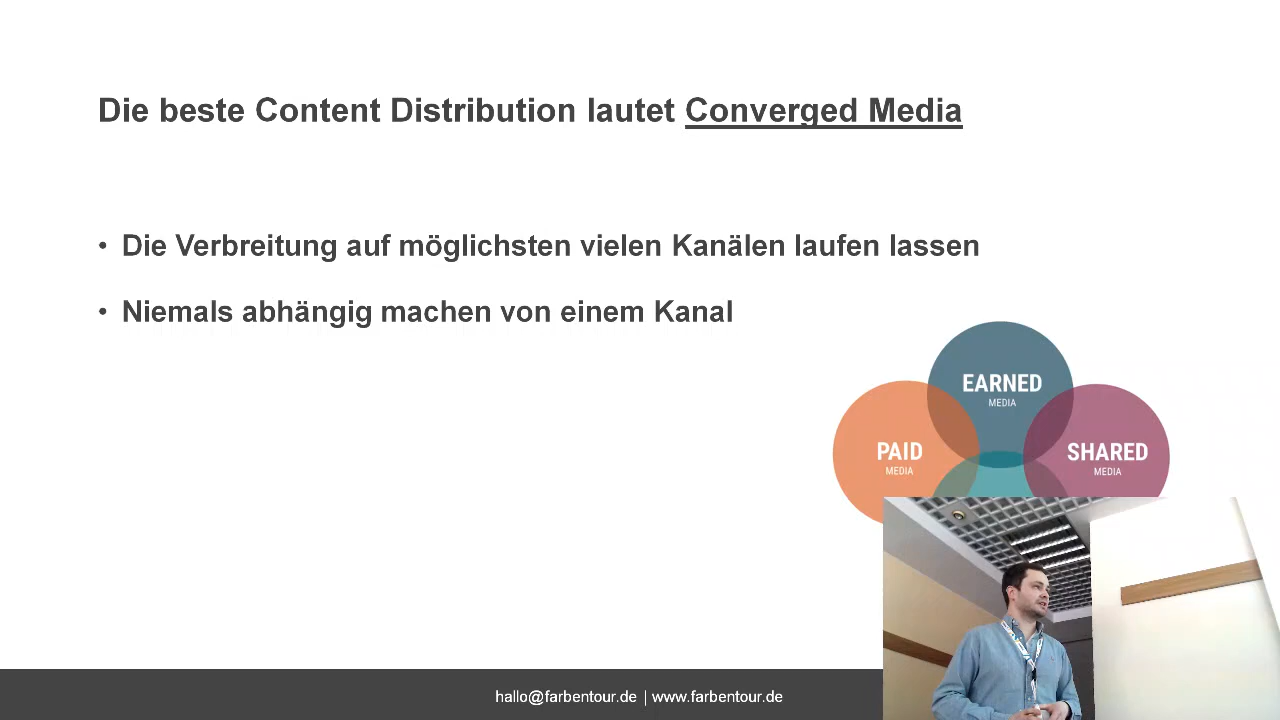 Die beste Content Distribution lautet Converged Media
• Die Verbreitung auf möglichsten vielen Kanälen laufen lassen
• Niemals abhängig machen von einem Kanal
EARNED
MEDIA
PAID
MEDIA
SHARED
MEDIA
hallo@farbentour.de | www.farbentour.de